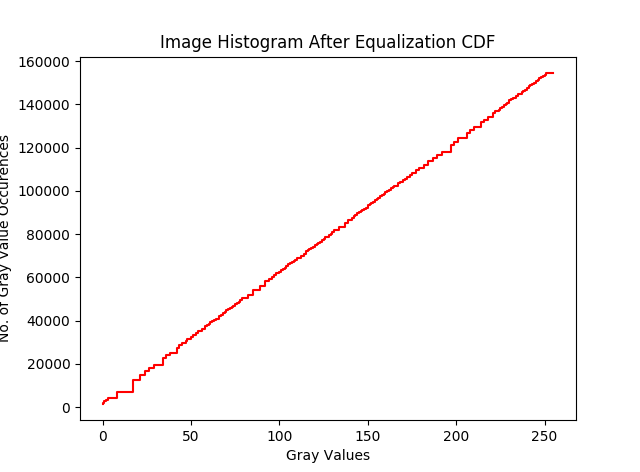 Image Histogram After Equalization CDF
160000
140000
120000
100000
80000
60000
40000
20000
0
No. of Gray Value Occurences
0 50 100 150 200 250
Gray Values